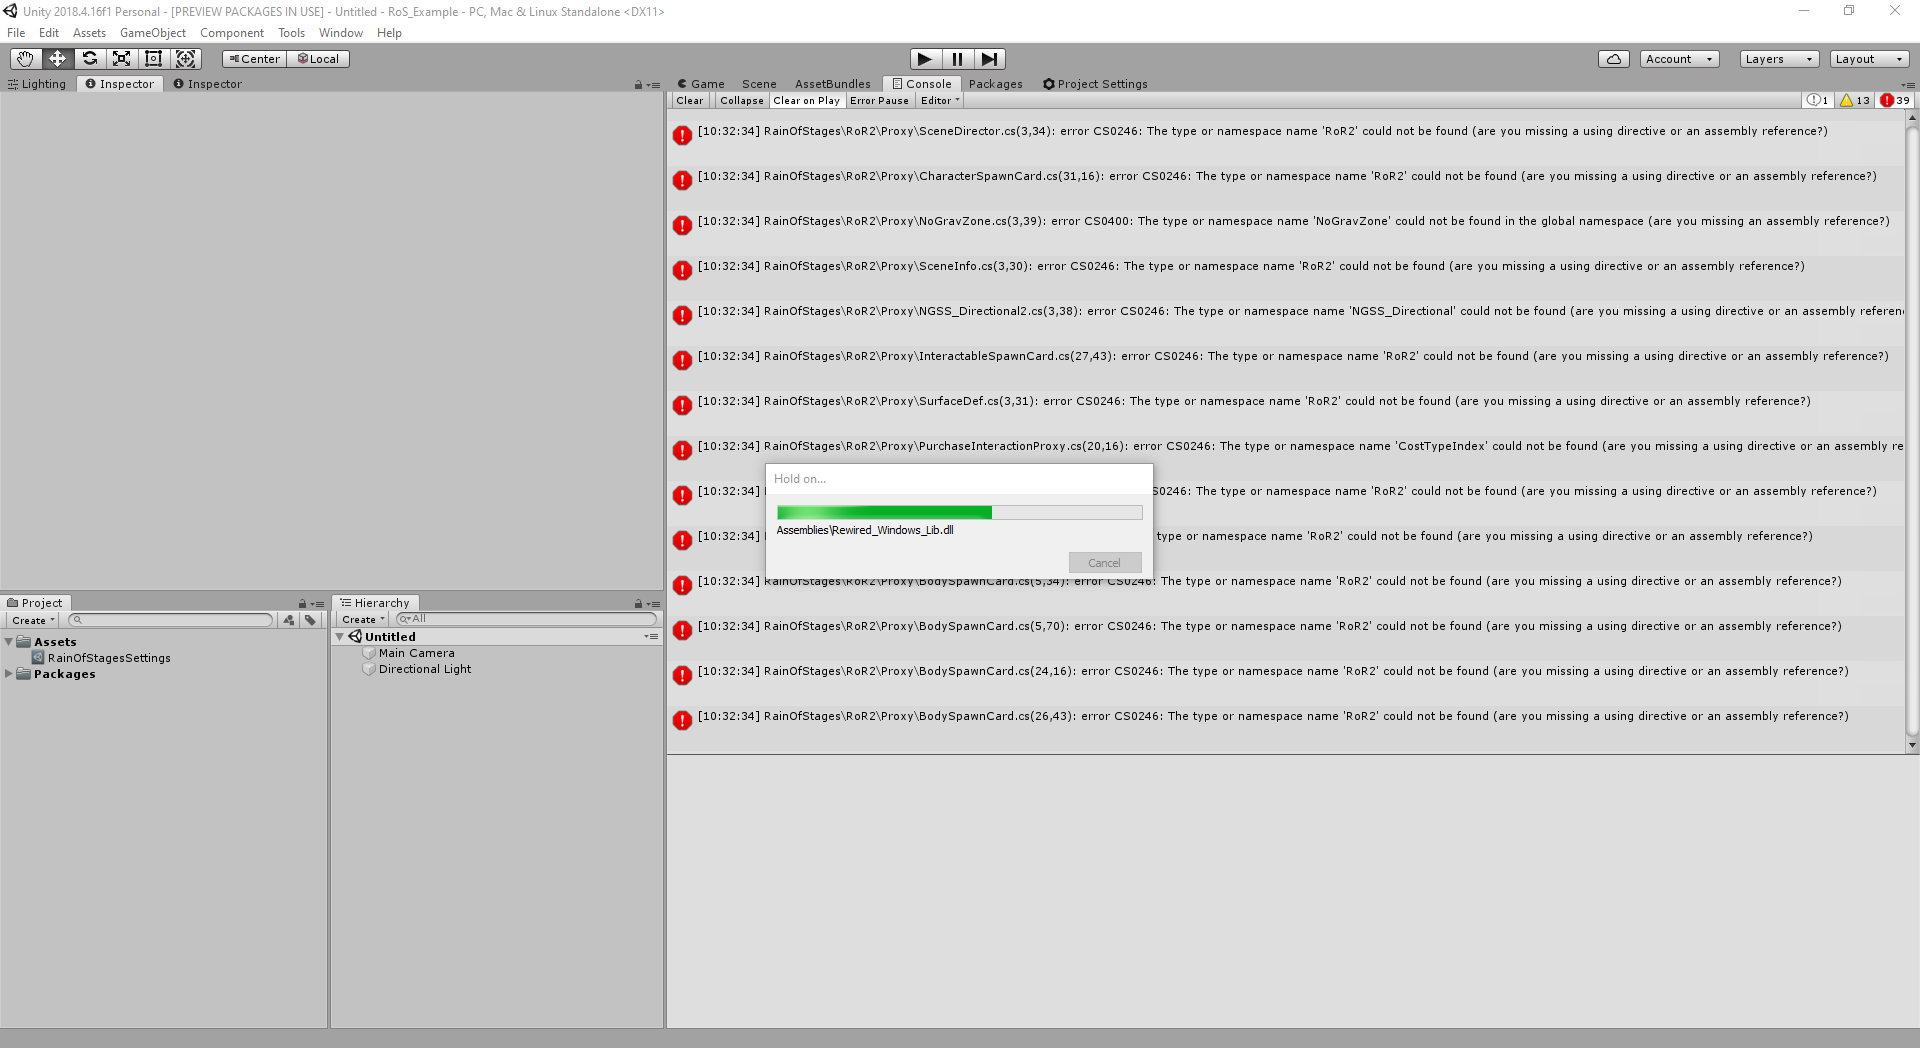 Unity 2018.4.16f1 Personal - [PREVIEW PACKAGES IN USE] - Untitled - RoS_Example - PC, Mac & Linux Standalone <DX11>
File Edit Assets GameObject Component Tools Window Help
Center Local Account Layers Layout
Lighting Inspector Inspector
Game Scene AssetBundles Console Packages Project Settings
Clear Collapse Clear on Play Error Pause Editor 1 13 39
[10:32:34] RainOfStages\RoR2\Proxy\SceneDirector.cs(3,34): error CS0246: The type or namespace name 'RoR2' could not be found (are you missing a using directive or an assembly reference?)
[10:32:34] RainOfStages\RoR2\Proxy\CharacterSpawnCard.cs(31,16): error CS0246: The type or namespace name 'RoR2' could not be found (are you missing a using directive or an assembly reference?)
[10:32:34] RainOfStages\RoR2\Proxy\NoGravZone.cs(3,39): error CS0400: The type or namespace name 'NoGravZone' could not be found in the global namespace (are you missing an assembly reference?)
[10:32:34] RainOfStages\RoR2\Proxy\SceneInfo.cs(3,30): error CS0246: The type or namespace name 'RoR2' could not be found (are you missing a using directive or an assembly reference?)
[10:32:34] RainOfStages\RoR2\Proxy\NGSS_Directional2.cs(3,38): error CS0246: The type or namespace name 'NGSS_Directional' could not be found (are you missing a using directive or an assembly referen
[10:32:34] RainOfStages\RoR2\Proxy\InteractableSpawnCard.cs(27,43): error CS0246: The type or namespace name 'RoR2' could not be found (are you missing a using directive or an assembly reference?)
[10:32:34] RainOfStages\RoR2\Proxy\SurfaceDef.cs(3,31): error CS0246: The type or namespace name 'RoR2' could not be found (are you missing a using directive or an assembly reference?)
[10:32:34] RainOfStages\RoR2\Proxy\PurchaseInteractionProxy.cs(20,16): error CS0246: The type or namespace name 'CostTypeIndex' could not be found (are you missing a using directive or an assembly re
Hold on...
[10:32:34] S0246: The type or namespace name 'RoR2' could not be found (are you missing a using directive or an assembly reference?)
Assemblies\Rewired_Windows_Lib.dll
[10:32:34] type or namespace name 'RoR2' could not be found (are you missing a using directive or an assembly reference?)
Cancel
[10:32:34] RainOfStages\RoR2\Proxy\BodySpawnCard.cs(5,34): error CS0246: The type or namespace name 'RoR2' could not be found (are you missing a using directive or an assembly reference?)
[10:32:34] RainOfStages\RoR2\Proxy\BodySpawnCard.cs(5,70): error CS0246: The type or namespace name 'RoR2' could not be found (are you missing a using directive or an assembly reference?)
[10:32:34] RainOfStages\RoR2\Proxy\BodySpawnCard.cs(24,16): error CS0246: The type or namespace name 'RoR2' could not be found (are you missing a using directive or an assembly reference?)
[10:32:34] RainOfStages\RoR2\Proxy\BodySpawnCard.cs(26,43): error CS0246: The type or namespace name 'RoR2' could not be found (are you missing a using directive or an assembly reference?)
Project
Create
Assets
RainOfStagesSettings
Packages
Hierarchy
Create All
Untitled
Main Camera
Directional Light